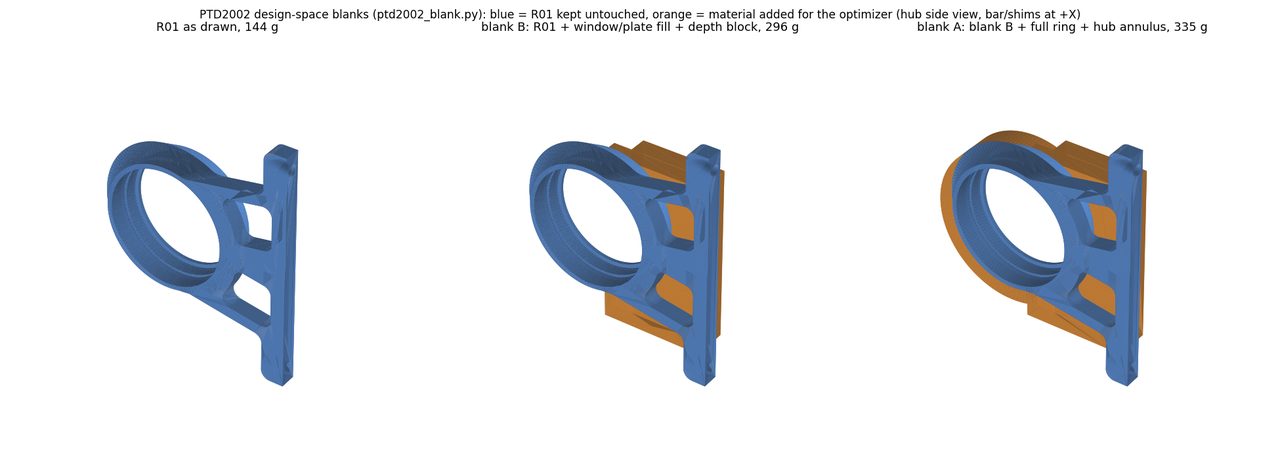 PTD2002 design-space blanks (ptd2002_blank.py): blue = R01 kept untouched, orange = material added for the optimizer (hub side view, bar/shims at +X)
R01 as drawn, 144 g
blank B: R01 + window/plate fill + depth block, 296 g
blank A: blank B + full ring + hub annulus, 335 g